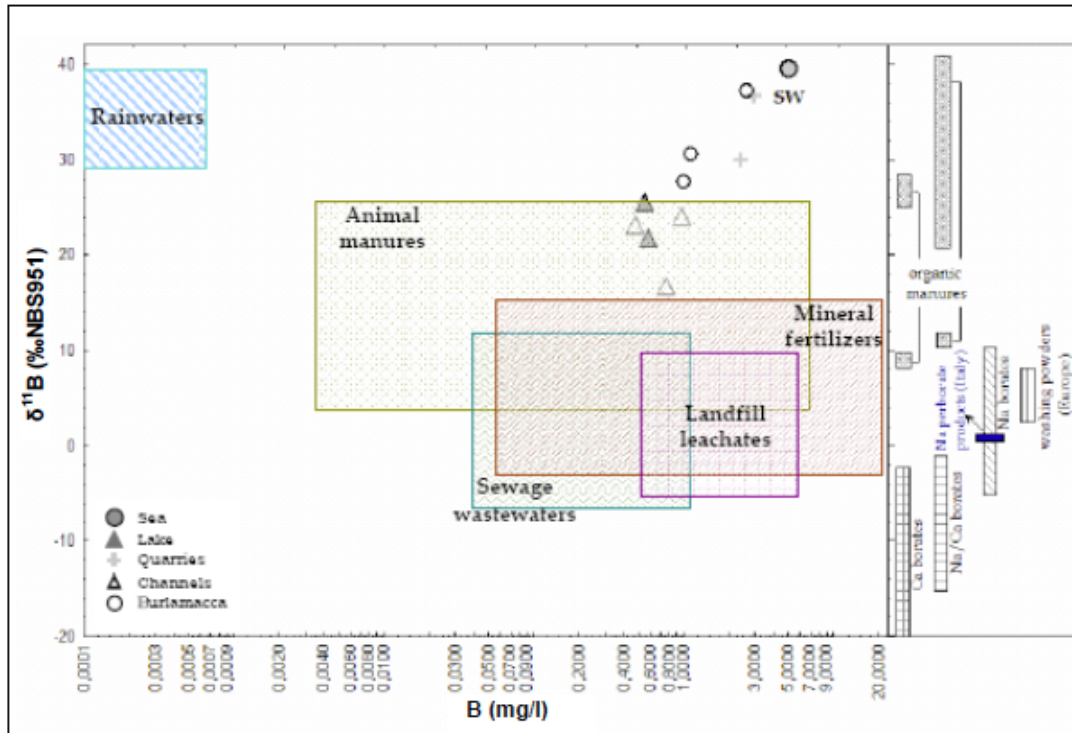 40
30
20
10
0
-10
-20
δ¹¹B (‰NBS951)
Rainwaters
SW
Animal
manures
Mineral
fertilizers
Landfill
leachates
Sewage
wastewaters
Sea
Lake
Quarries
Channels
Burlamacca
0,0001
0,0003
0,0005
0,0007
0,0009
0,0020
0,0040
0,0060
0,0080
0,0100
0,0300
0,0500
0,0700
0,0900
0,2000
0,4000
0,6000
0,8000
1,0000
3,0000
5,0000
7,0000
9,0000
20,0000
B (mg/l)
organic
manures
Ca borates
Na/Ca borates
Na perborate
products (Italy)
Na borates
washing powders
(Europe)